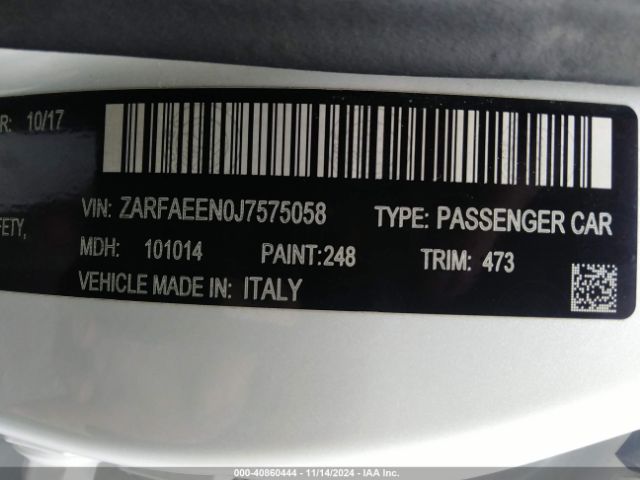 R: 10/17
VIN: ZARFAEEN0J7575058 TYPE: PASSENGER CAR
FETY,
MDH: 101014 PAINT:248 TRIM: 473
VEHICLE MADE IN: ITALY
000-40860444 - 11/14/2024 - IAA Inc.